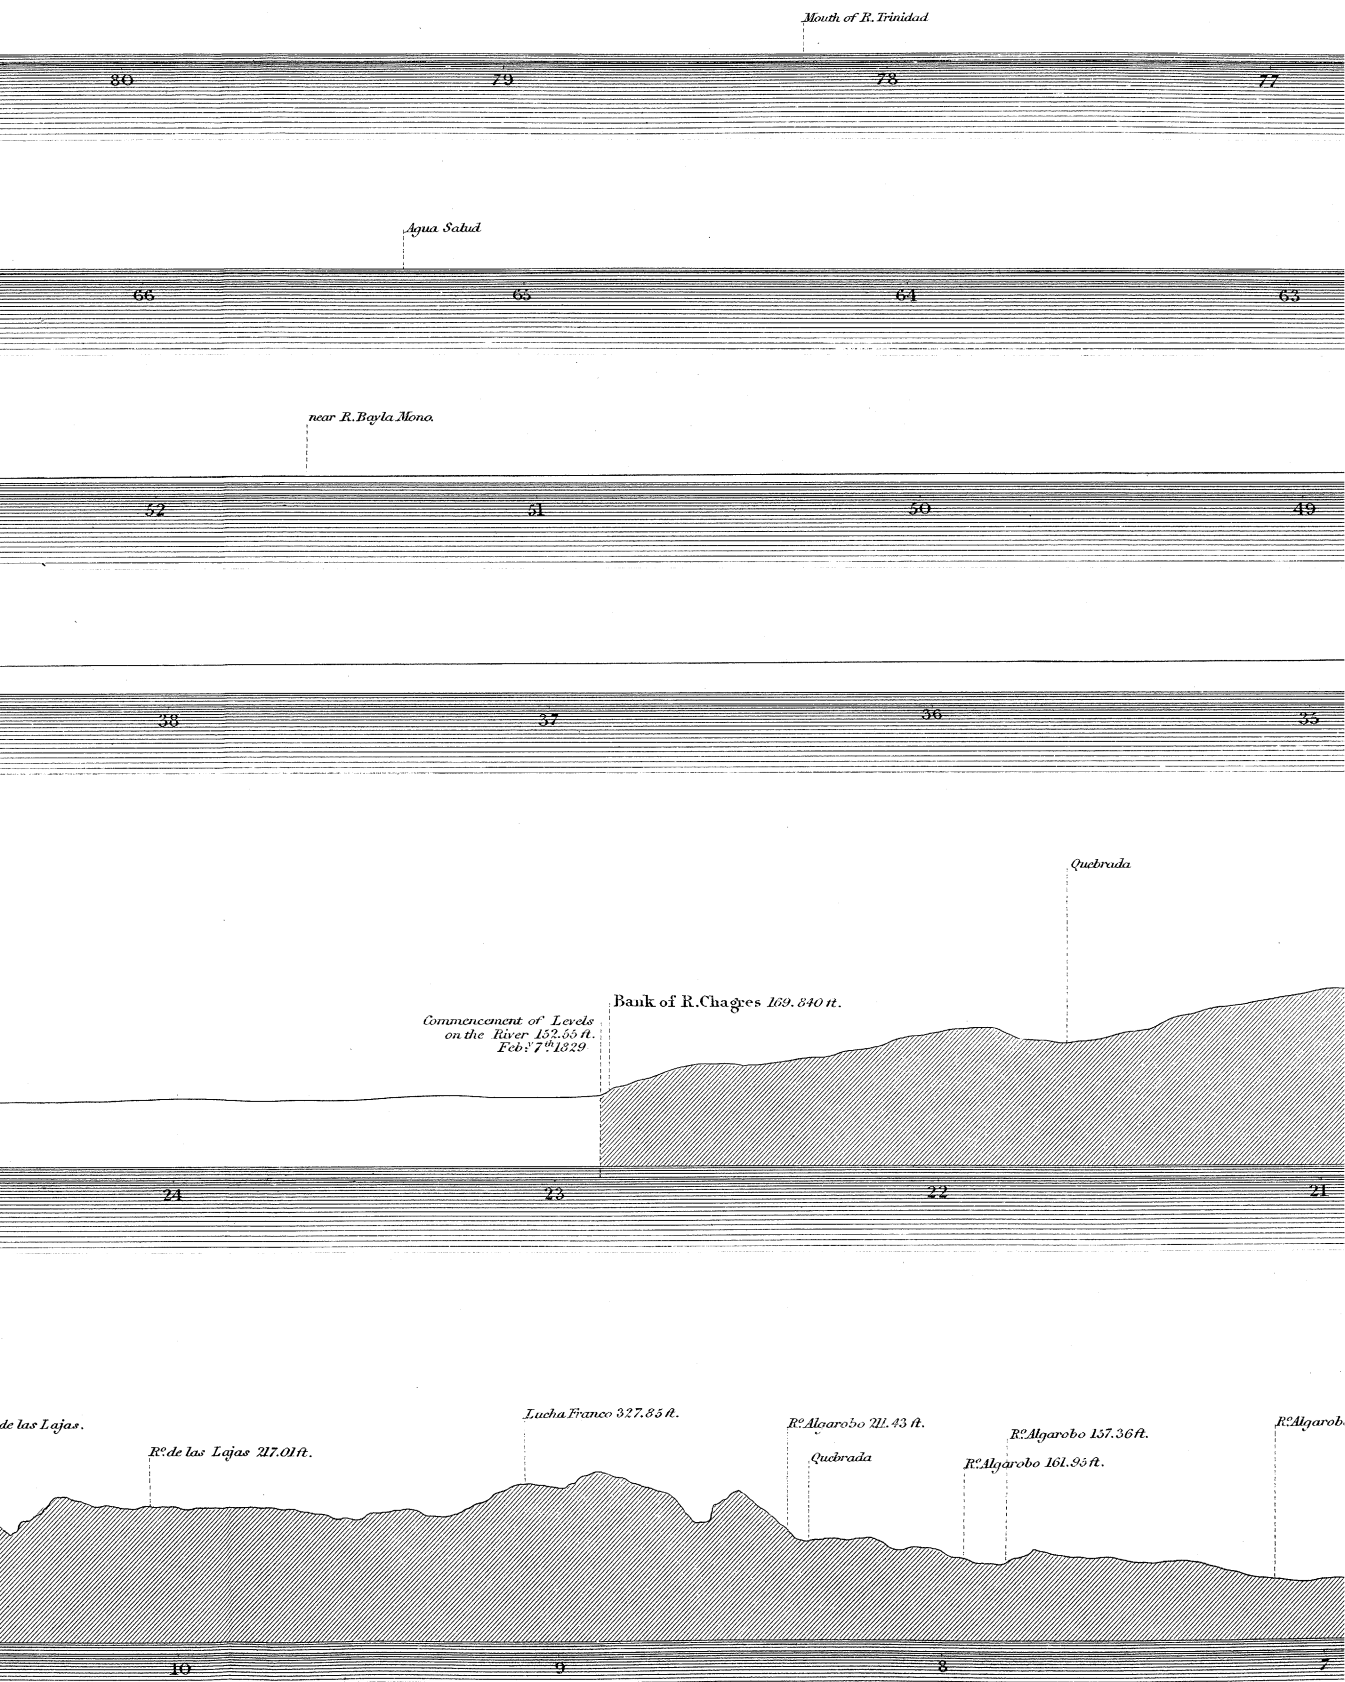 Mouth of R. Trinidad
80 79 78 77
Agua Salud
66 65 64 63
near R. Bayla Mono.
52 51 50 49
38 37 36 35
Quebrada
Bank of R. Chagres 169.840 ft.
Commencement of Levels
on the River 152.55 ft.
Feb.y 7th. 1829
24 23 22 21
de las Lajas.
Ro. de las Lajas 217.01 ft.
Lucha Franco 327.85 ft.
Ro. Algarobo 211.43 ft.
Quebrada
Ro. Algarobo 157.36 ft.
Ro. Algarobo 161.95 ft.
Ro. Algarob
10 9 8 7